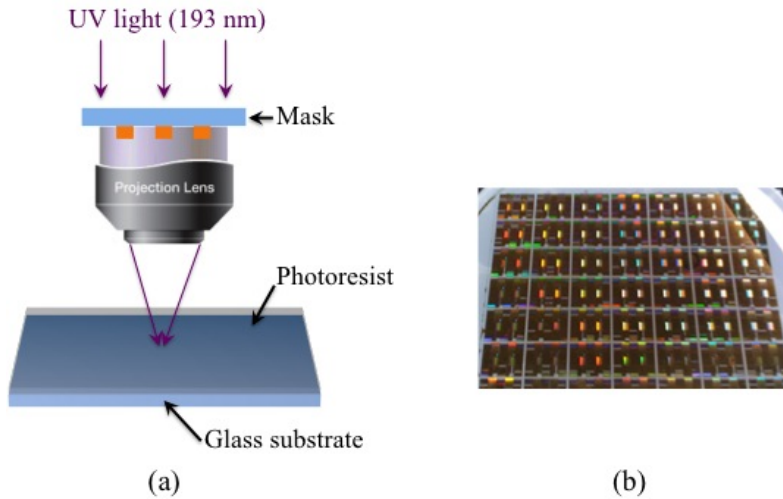 UV light (193 nm)
Mask
Projection Lens
Photoresist
Glass substrate
(a)
(b)